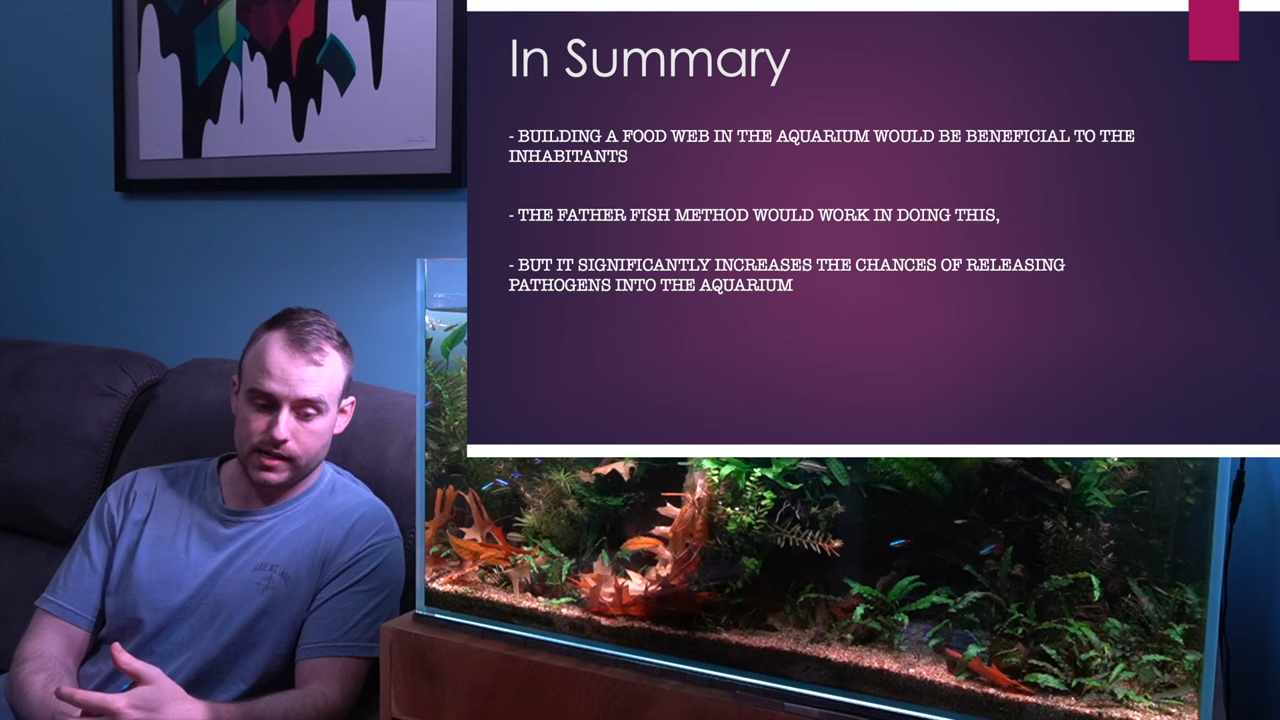 In Summary
- BUILDING A FOOD WEB IN THE AQUARIUM WOULD BE BENEFICIAL TO THE
INHABITANTS
- THE FATHER FISH METHOD WOULD WORK IN DOING THIS,
- BUT IT SIGNIFICANTLY INCREASES THE CHANCES OF RELEASING
PATHOGENS INTO THE AQUARIUM